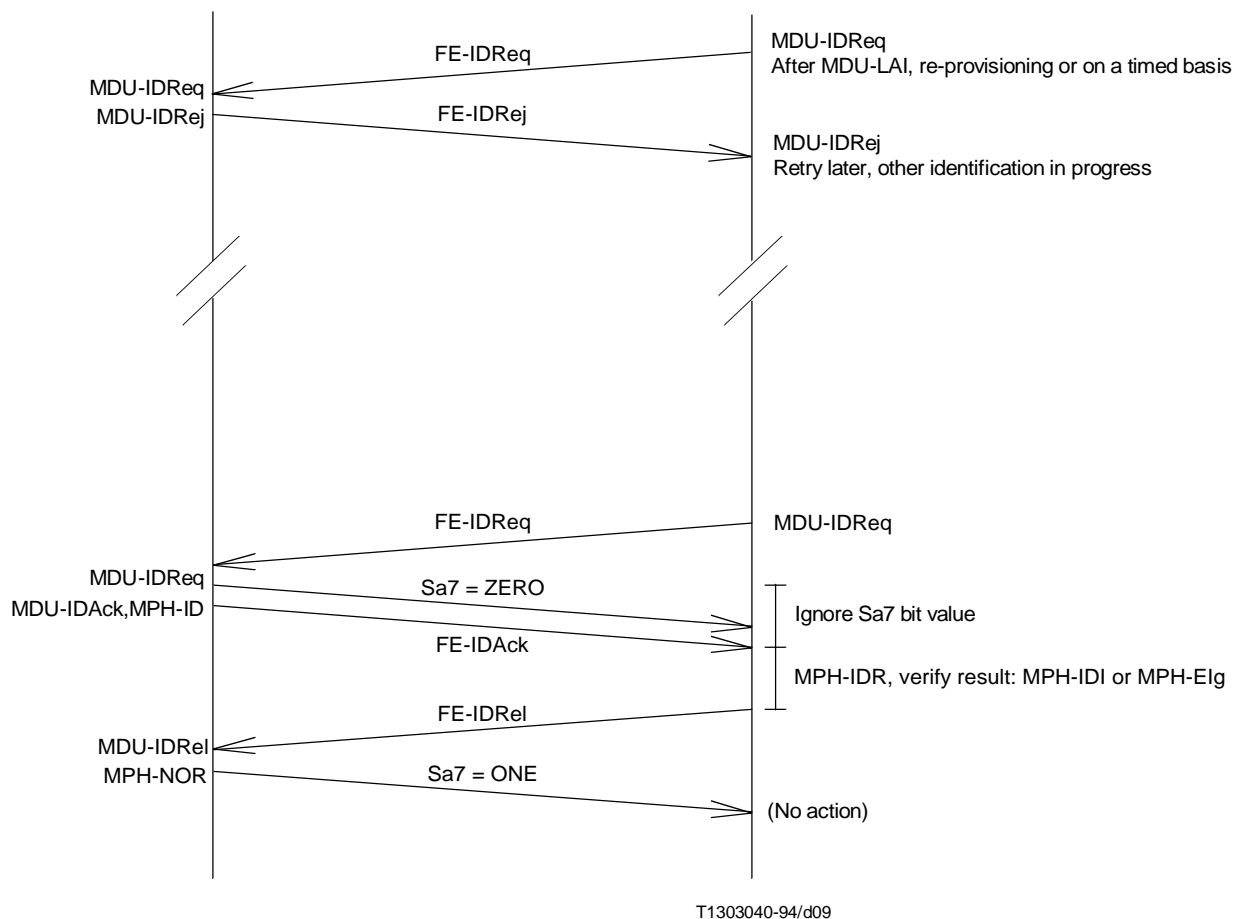 FE-IDReq
MDU-IDReq
After MDU-LAI, re-provisioning or on a timed basis
MDU-IDReq
MDU-IDRej
FE-IDRej
MDU-IDRej
Retry later, other identification in progress
FE-IDReq
MDU-IDReq
MDU-IDReq
Sa7 = ZERO
MDU-IDAck,MPH-ID
Ignore Sa7 bit value
FE-IDAck
MPH-IDR, verify result: MPH-IDI or MPH-EIg
FE-IDRel
MDU-IDRel
MPH-NOR
Sa7 = ONE
(No action)
T1303040-94/d09